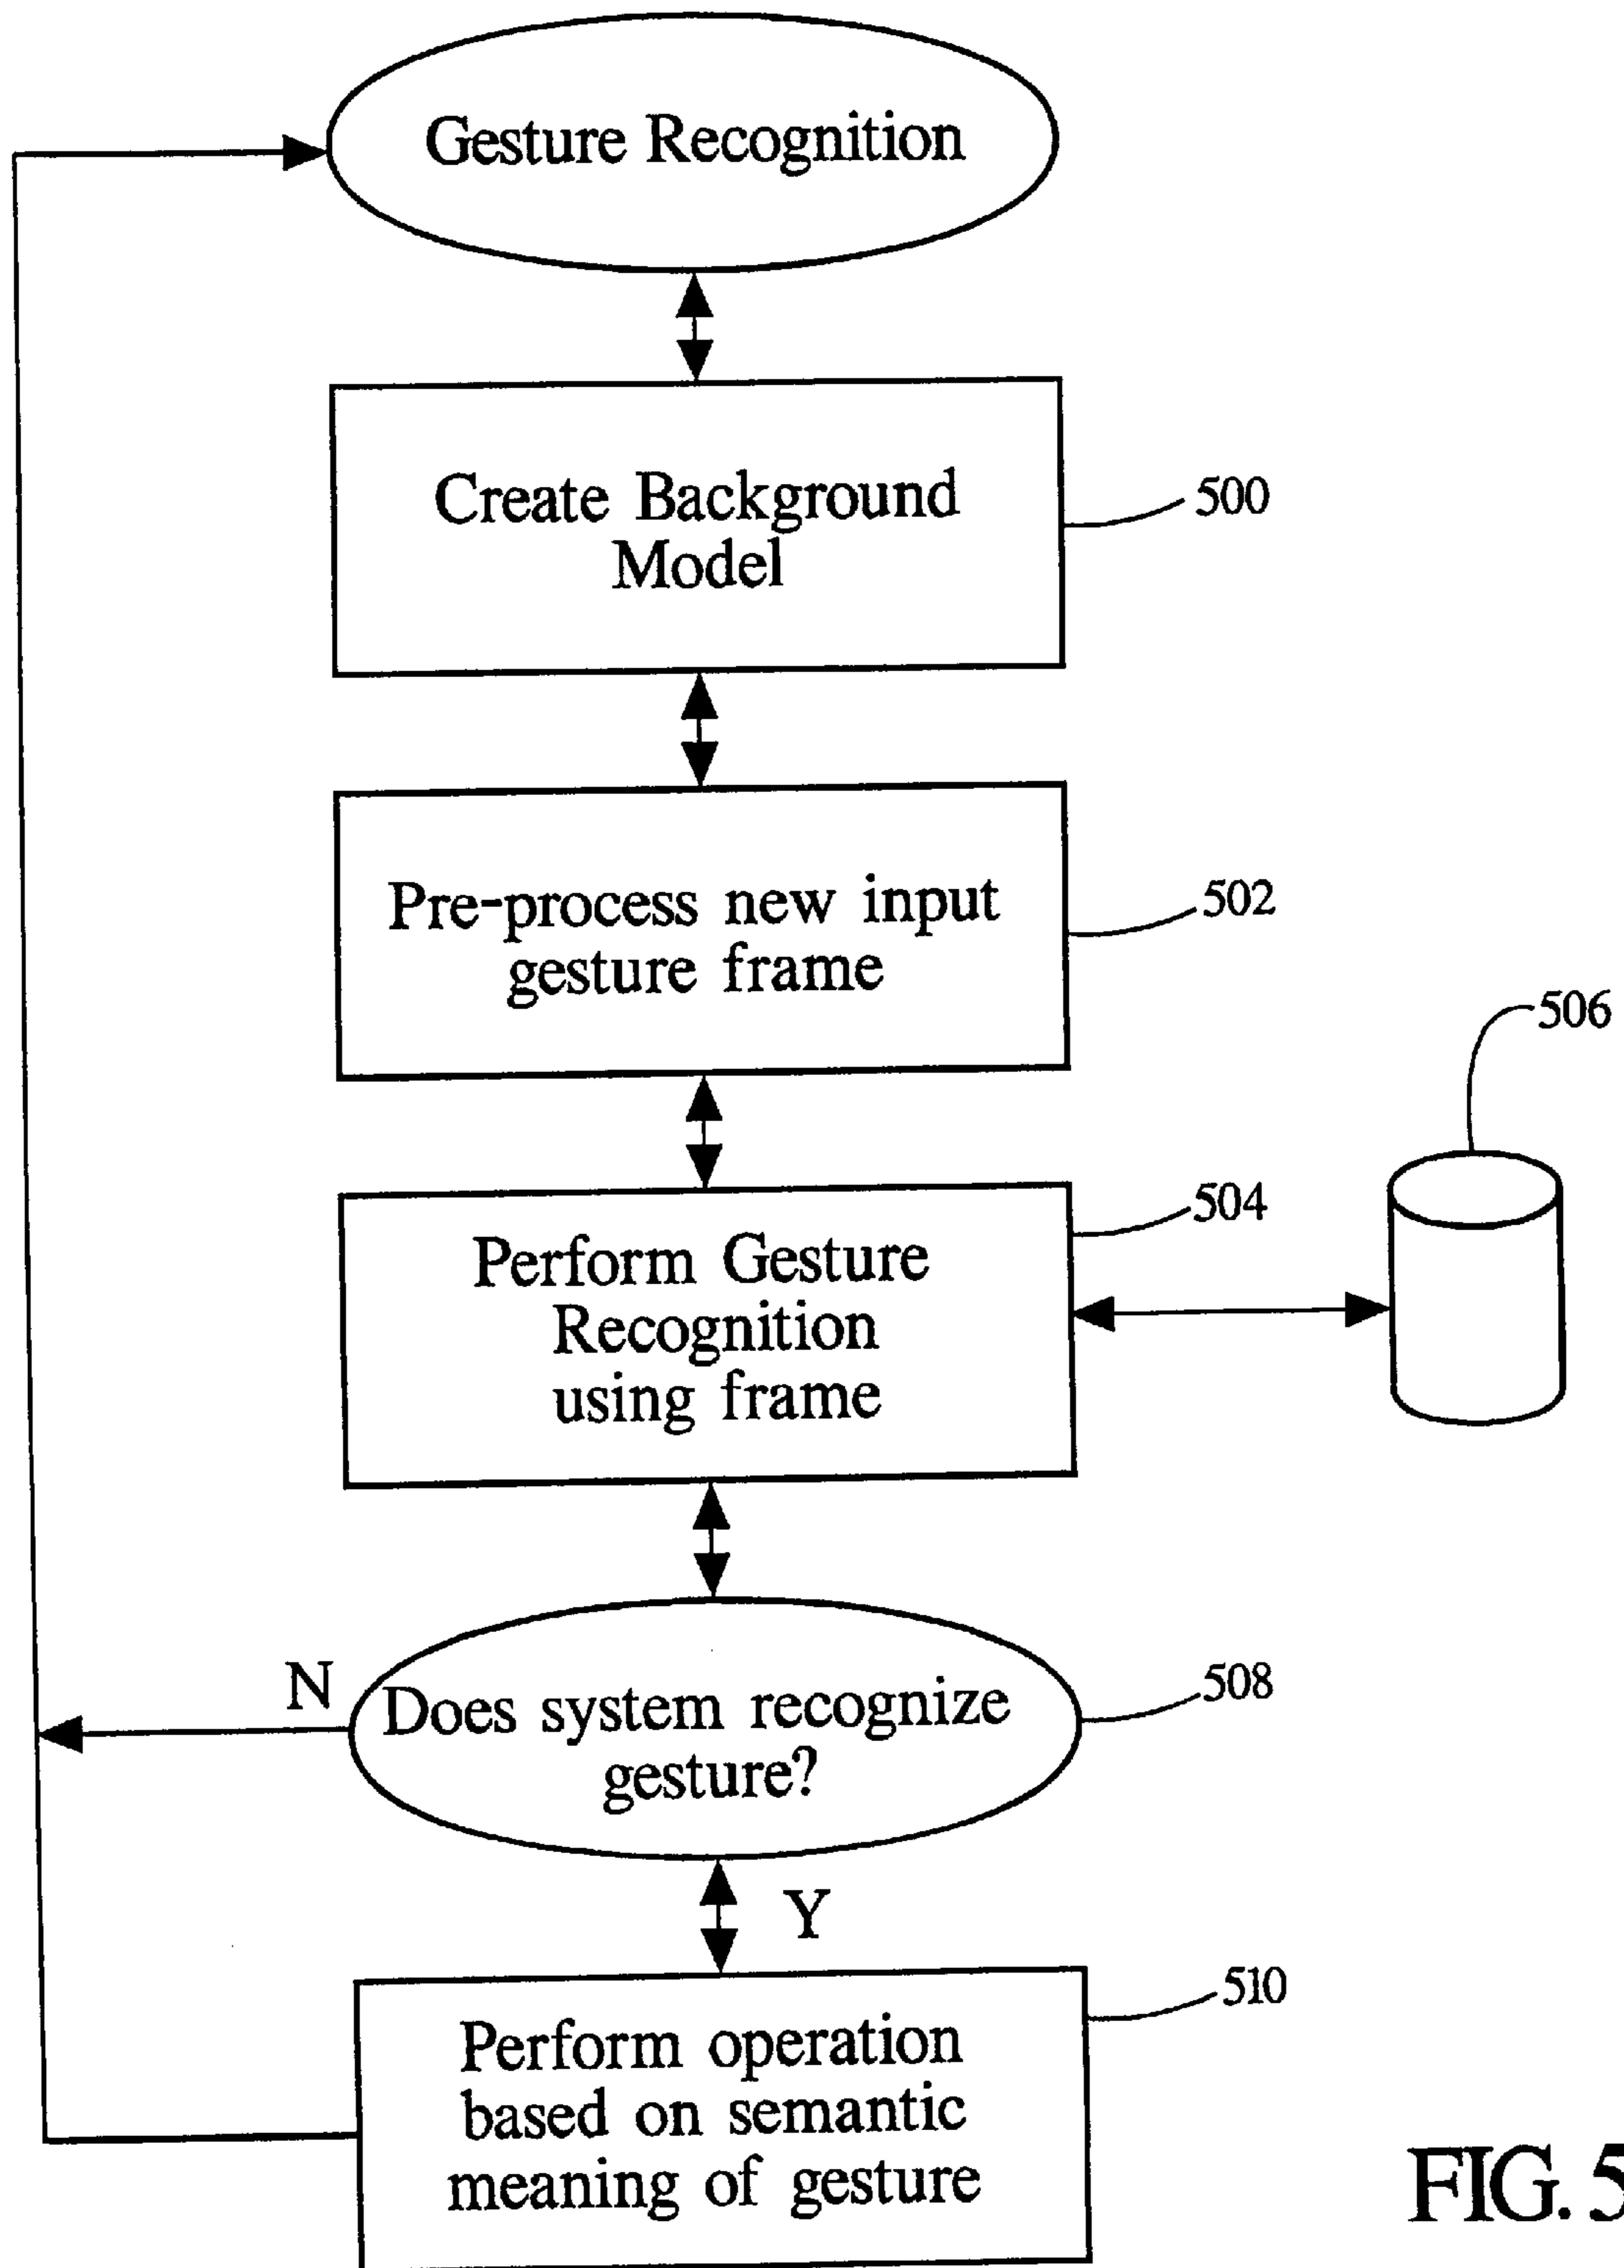 Gesture Recognition
Create Background
Model
500
Pre-process new input
gesture frame
502
506
Perform Gesture
Recognition
using frame
504
N
Does system recognize
gesture?
508
Y
Perform operation
based on semantic
meaning of gesture
510
FIG. 5